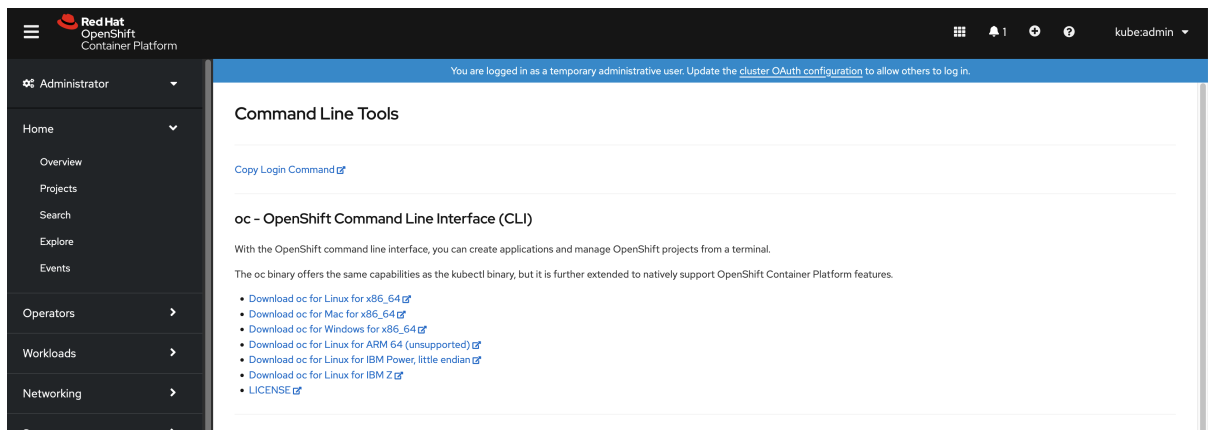 Red Hat
OpenShift
Container Platform
1
kube:admin
Administrator
You are logged in as a temporary administrative user. Update the cluster OAuth configuration to allow others to log in.
Home
Overview
Projects
Search
Explore
Events
Operators
Workloads
Networking
Command Line Tools
Copy Login Command
oc - OpenShift Command Line Interface (CLI)
With the OpenShift command line interface, you can create applications and manage OpenShift projects from a terminal.
The oc binary offers the same capabilities as the kubectl binary, but it is further extended to natively support OpenShift Container Platform features.
• Download oc for Linux for x86_64
• Download oc for Mac for x86_64
• Download oc for Windows for x86_64
• Download oc for Linux for ARM 64 (unsupported)
• Download oc for Linux for IBM Power, little endian
• Download oc for Linux for IBM Z
• LICENSE